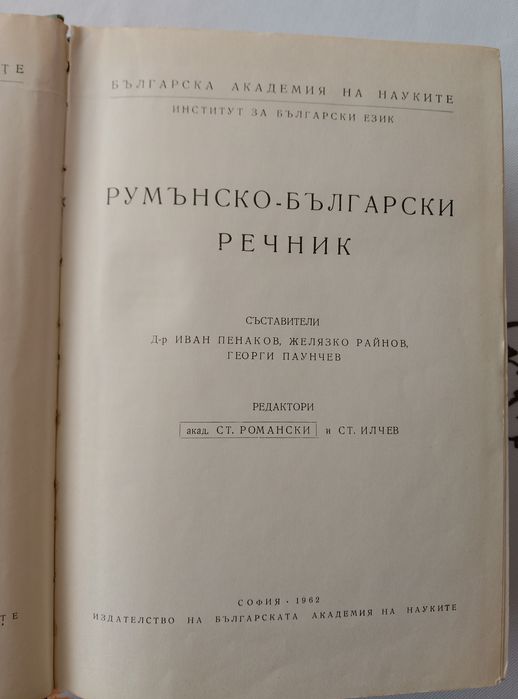 БЪЛГАРСКА АКАДЕМИЯ НА НАУКИТЕ
ИНСТИТУТ ЗА БЪЛГАРСКИ ЕЗИК
РУМЪНСКО-БЪЛГАРСКИ
РЕЧНИК
СЪСТАВИТЕЛИ
Д-р ИВАН ПЕНАКОВ, ЖЕЛЯЗКО РАЙНОВ,
ГЕОРГИ ПАУНЧЕВ
РЕДАКТОРИ
акад. СТ. РОМАНСКИ и СТ. ИЛЧЕВ
СОФИЯ · 1962
ИЗДАТЕЛСТВО НА БЪЛГАРСКАТА АКАДЕМИЯ НА НАУКИТЕ